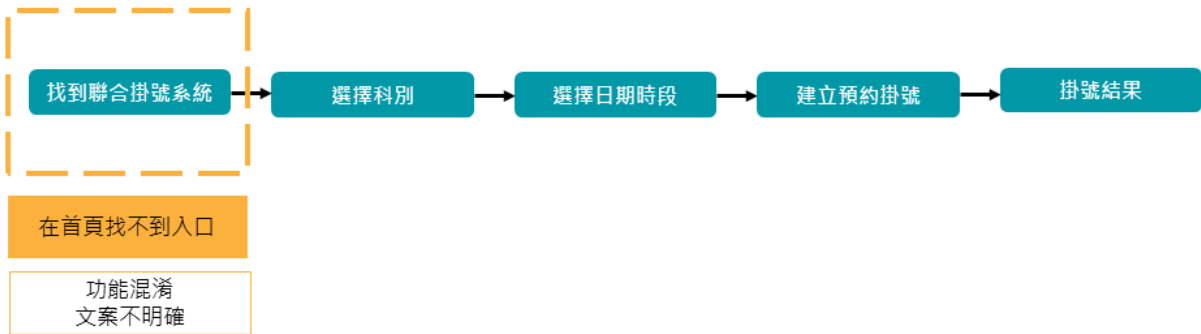 找到聯合掛號系統
選擇科別
選擇日期時段
建立預約掛號
掛號結果
在首頁找不到入口
功能混淆
文案不明確